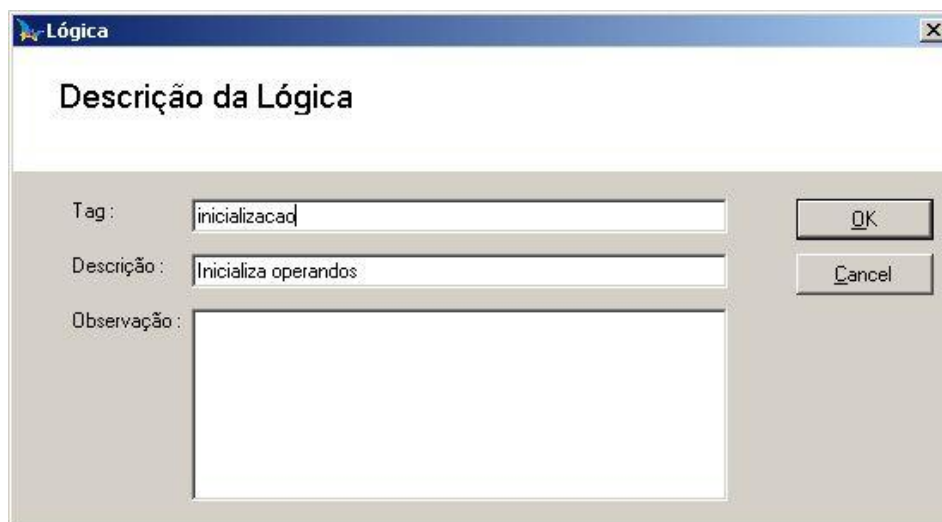 Lógica
Descrição da Lógica
Tag : inicializacao OK
Descrição : Inicializa operandos Cancel
Observação :